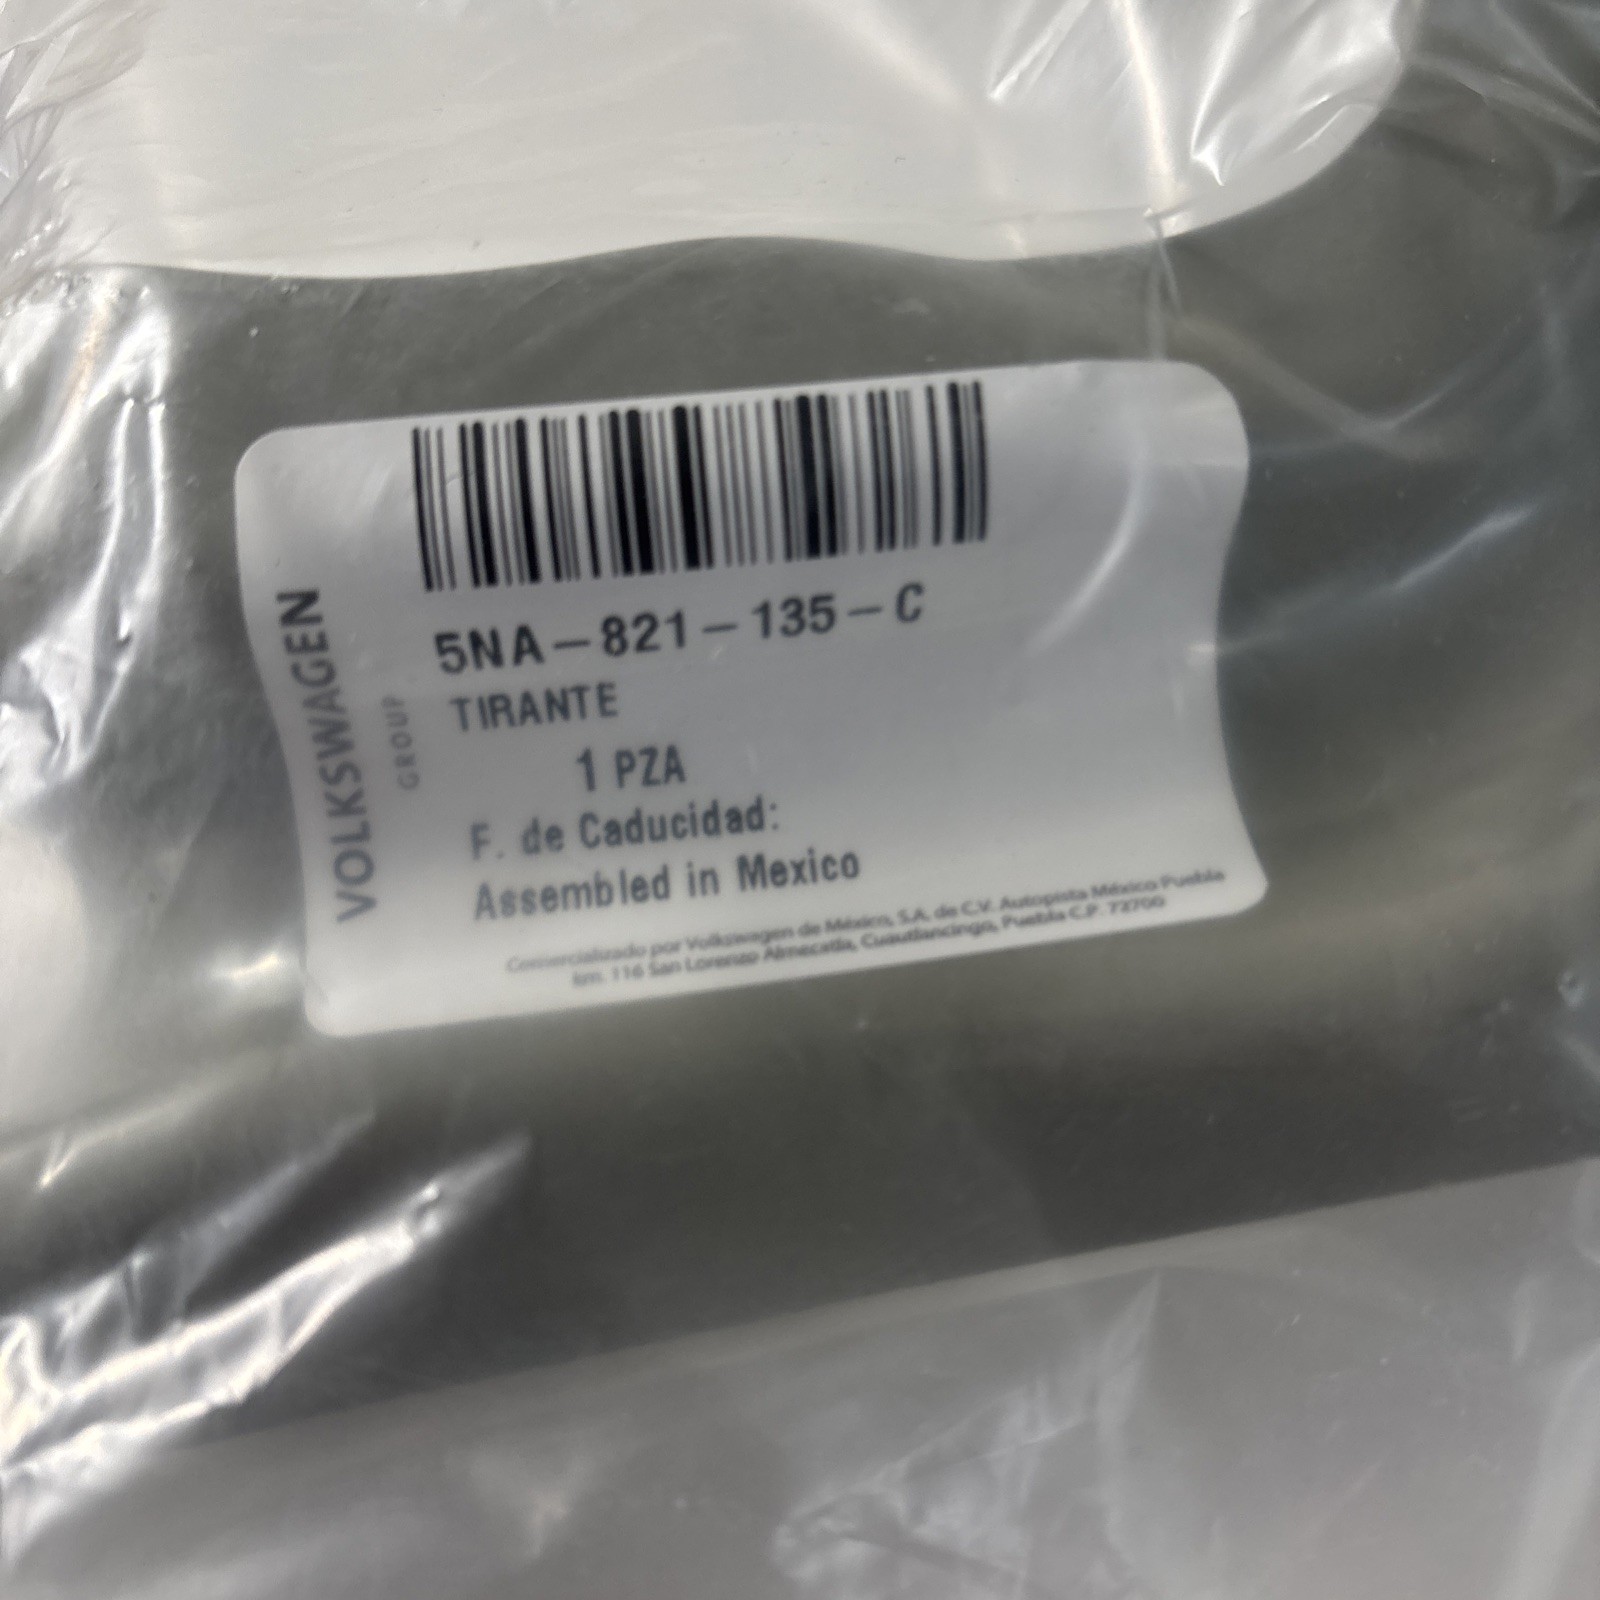 5NA-821-135-C
TIRANTE
1 PZA
F. de Caducidad:
Assembled in Mexico
Comercializado por Volkswagen de México, S.A. de C.V. Autopista México Puebla
km. 116 San Lorenzo Almecatla, Cuautlancingo, Puebla C.P. 72700
VOLKSWAGEN
GROUP